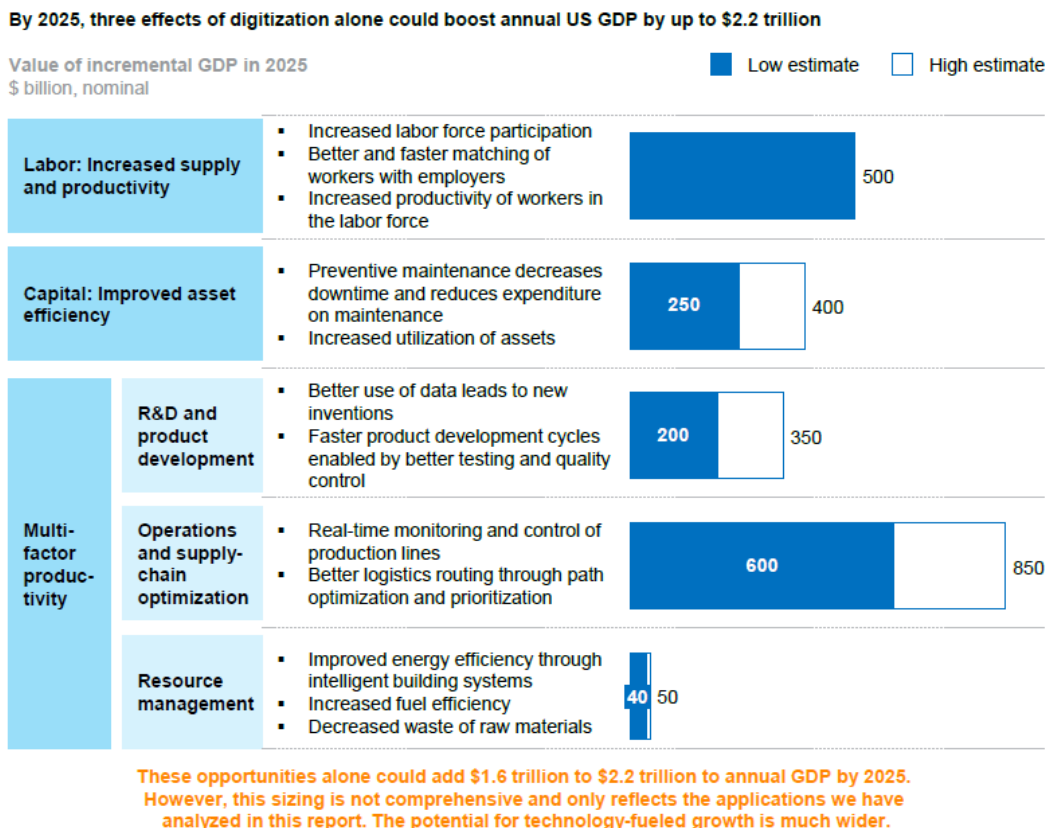 By 2025, three effects of digitization alone could boost annual US GDP by up to $2.2 trillion
Value of incremental GDP in 2025
$ billion, nominal
Low estimate
High estimate
Labor: Increased supply
and productivity
▪ Increased labor force participation
▪ Better and faster matching of
workers with employers
▪ Increased productivity of workers in
the labor force
500
Capital: Improved asset
efficiency
▪ Preventive maintenance decreases
downtime and reduces expenditure
on maintenance
▪ Increased utilization of assets
250
400
Multi-
factor
produc-
tivity
R&D and
product
development
▪ Better use of data leads to new
inventions
▪ Faster product development cycles
enabled by better testing and quality
control
200
350
Operations
and supply-
chain
optimization
▪ Real-time monitoring and control of
production lines
▪ Better logistics routing through path
optimization and prioritization
600
850
Resource
management
▪ Improved energy efficiency through
intelligent building systems
▪ Increased fuel efficiency
▪ Decreased waste of raw materials
40
50
These opportunities alone could add $1.6 trillion to $2.2 trillion to annual GDP by 2025.
However, this sizing is not comprehensive and only reflects the applications we have
analyzed in this report. The potential for technology-fueled growth is much wider.